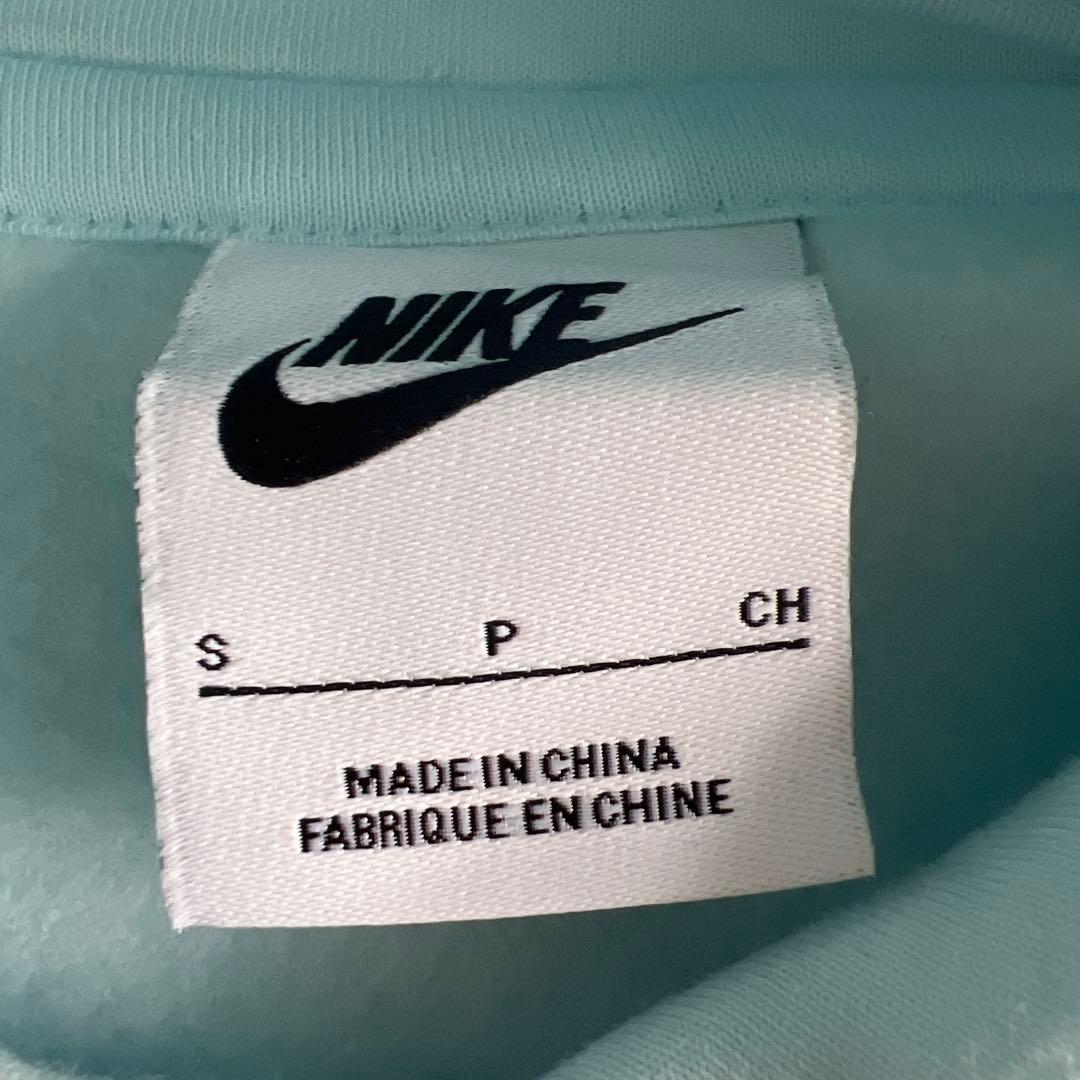 NIKE
S P CH
MADE IN CHINA
FABRIQUE EN CHINE